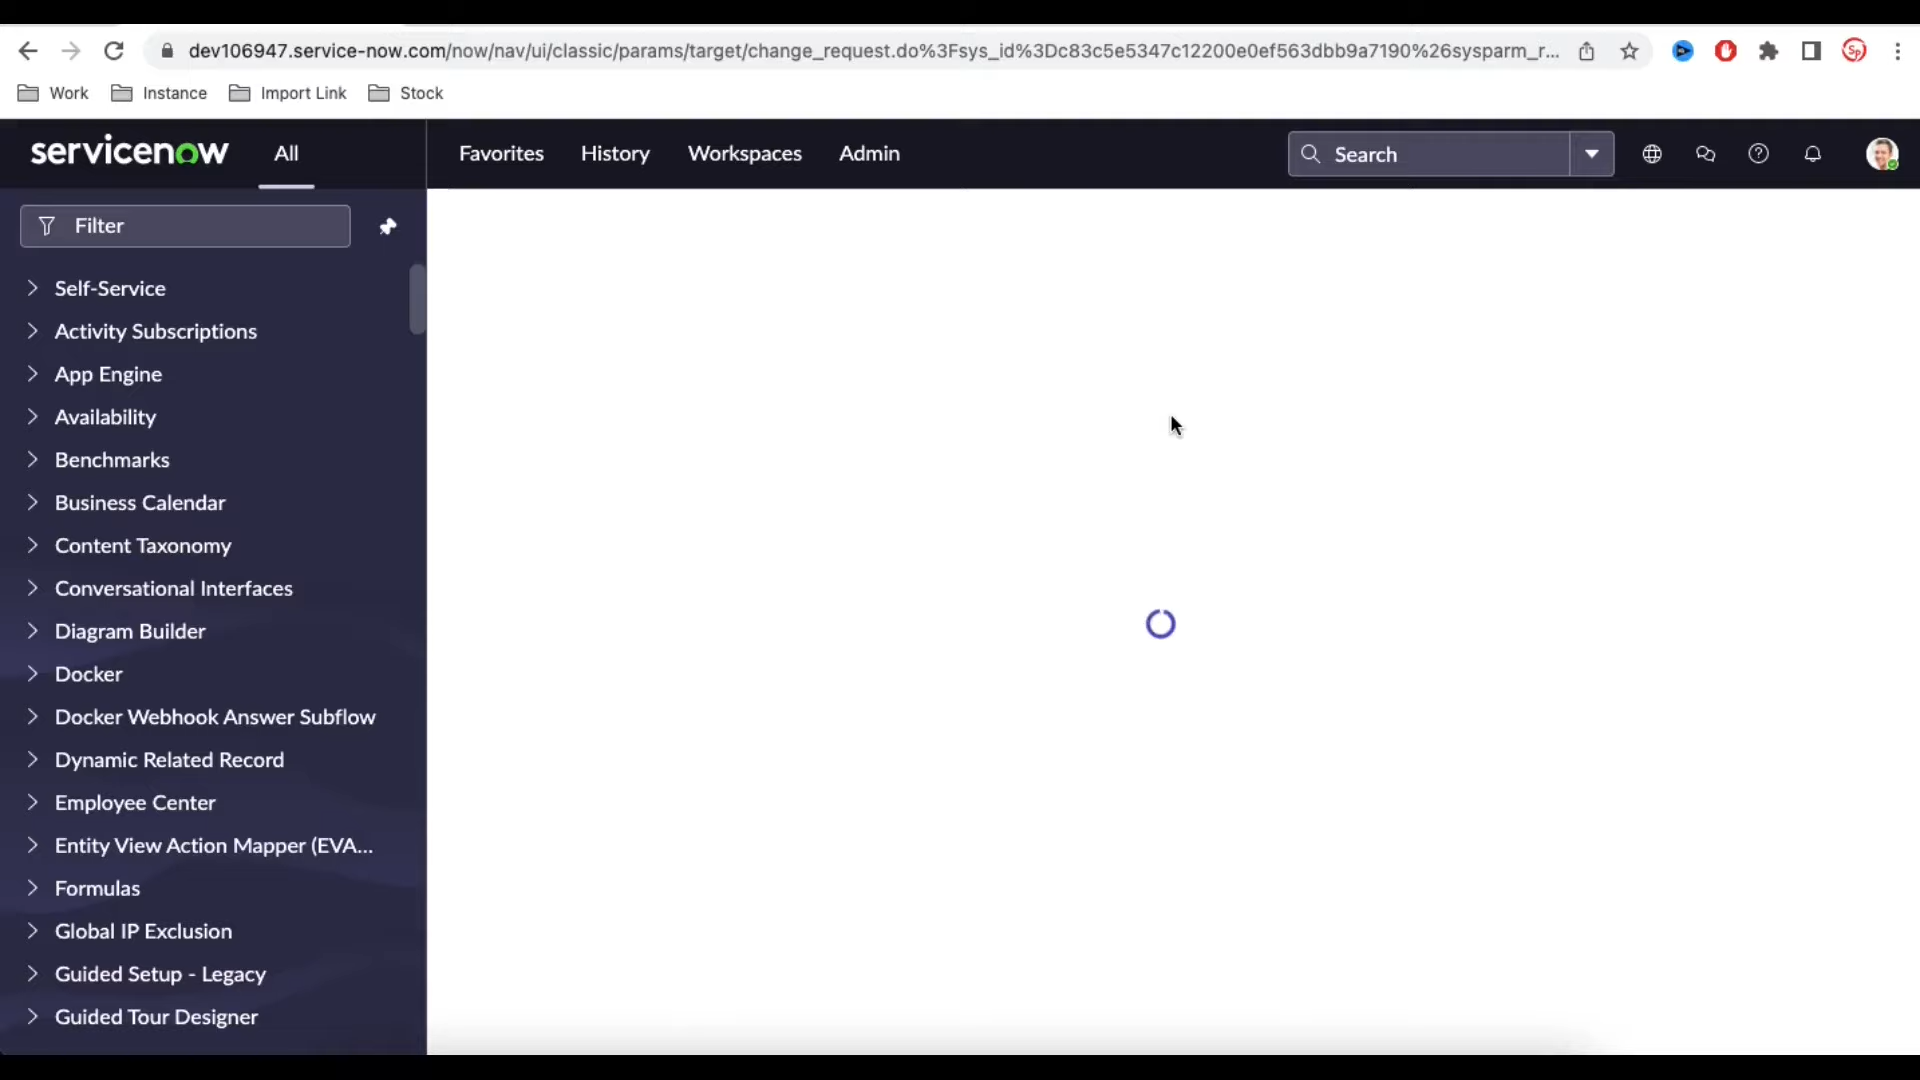 dev106947.service-now.com/now/nav/ui/classic/params/target/change_request.do%3Fsys_id%3Dc83c5e5347c12200e0ef563dbb9a7190%26sysparm_r...
Sp
Work Instance Import Link Stock
servicenow All Favorites History Workspaces Admin Search
Filter
Self-Service
Activity Subscriptions
App Engine
Availability
Benchmarks
Business Calendar
Content Taxonomy
Conversational Interfaces
Diagram Builder
Docker
Docker Webhook Answer Subflow
Dynamic Related Record
Employee Center
Entity View Action Mapper (EVA...
Formulas
Global IP Exclusion
Guided Setup - Legacy
Guided Tour Designer